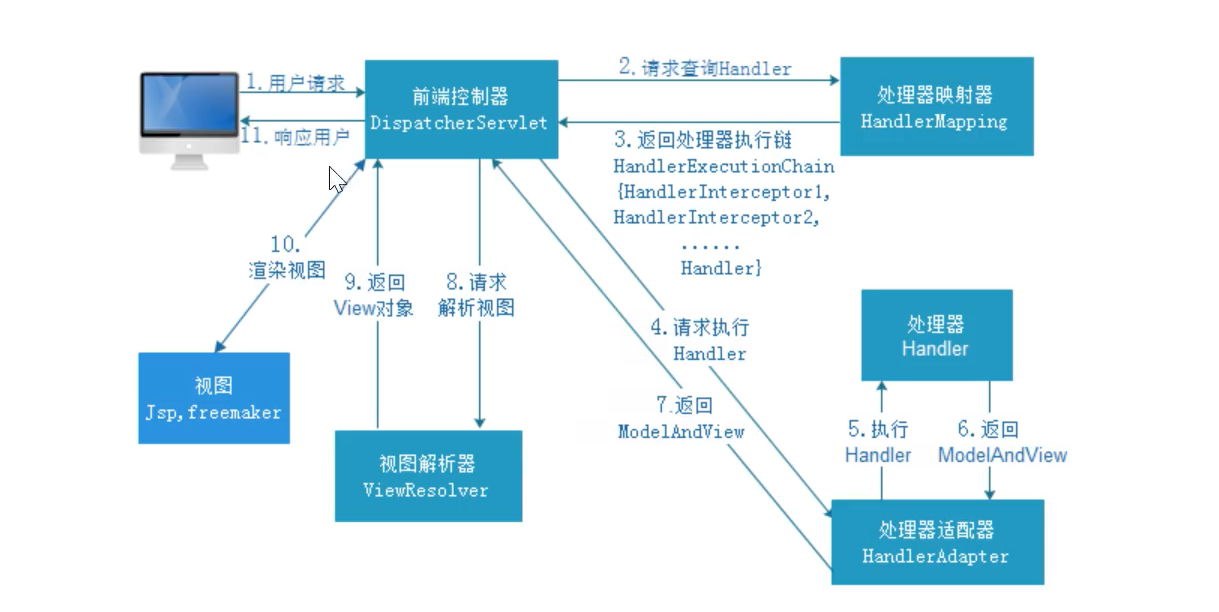 1.用户请求
11.响应用户
前端控制器
DispatcherServlet
2.请求查询Handler
处理器映射器
HandlerMapping
3.返回处理器执行链
HandlerExecutionChain
{HandlerInterceptor1,
HandlerInterceptor2,
......
Handler}
10.
渲染视图
9.返回
View对象
8.请求
解析视图
4.请求执行
Handler
处理器
Handler
视图
Jsp,freemaker
7.返回
ModelAndView
5.执行
Handler
6.返回
ModelAndView
视图解析器
ViewResolver
处理器适配器
HandlerAdapter